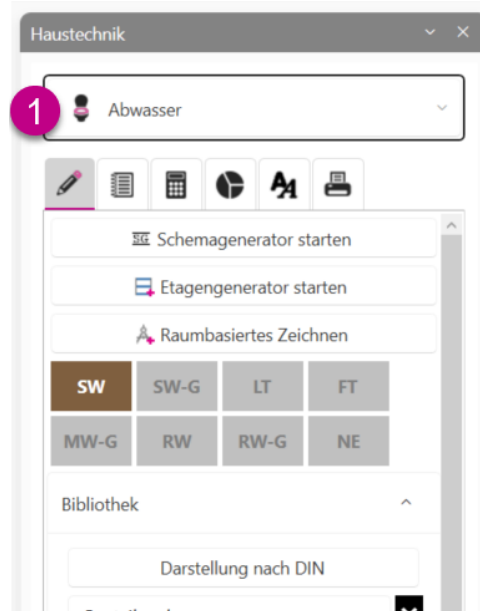 Haustechnik
1 Abwasser
SG Schemagenerator starten
Etagengenerator starten
Raumbasiertes Zeichnen
SW SW-G LT FT
MW-G RW RW-G NE
Bibliothek
Darstellung nach DIN